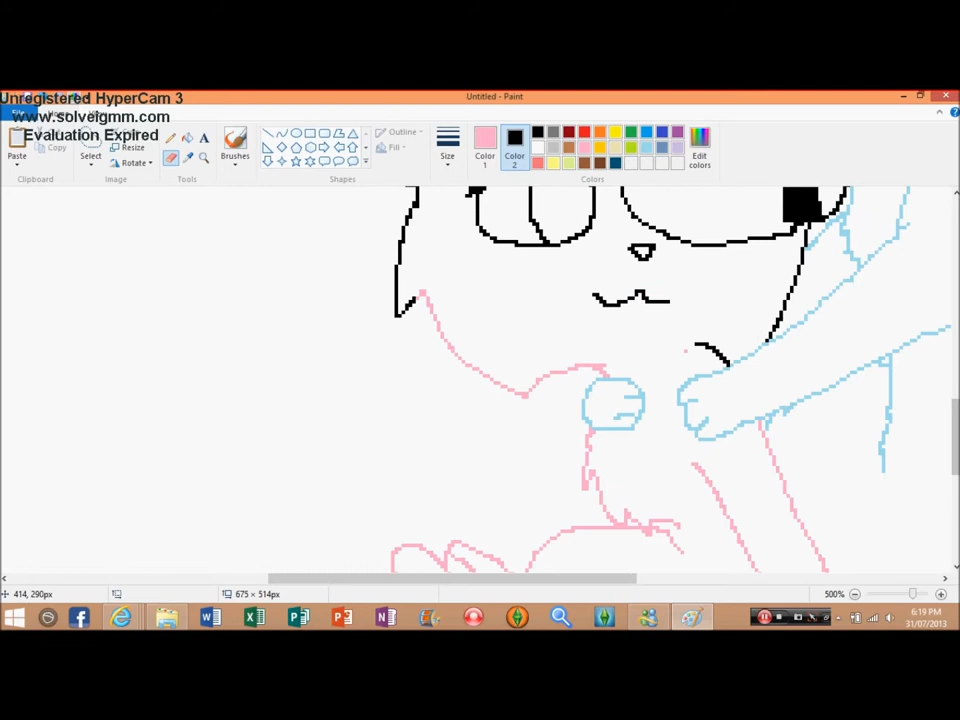 Unregistered HyperCam 3
www.solveigmm.com
Evaluation Expired
Untitled - Paint
File
Paste
Copy
Select
Resize
Rotate
Brushes
Outline
Fill
Size
Color 1
Color 2
Edit colors
Clipboard
Image
Tools
Shapes
Colors
414, 290px
675 × 514px
500%
6:19 PM
31/07/2013